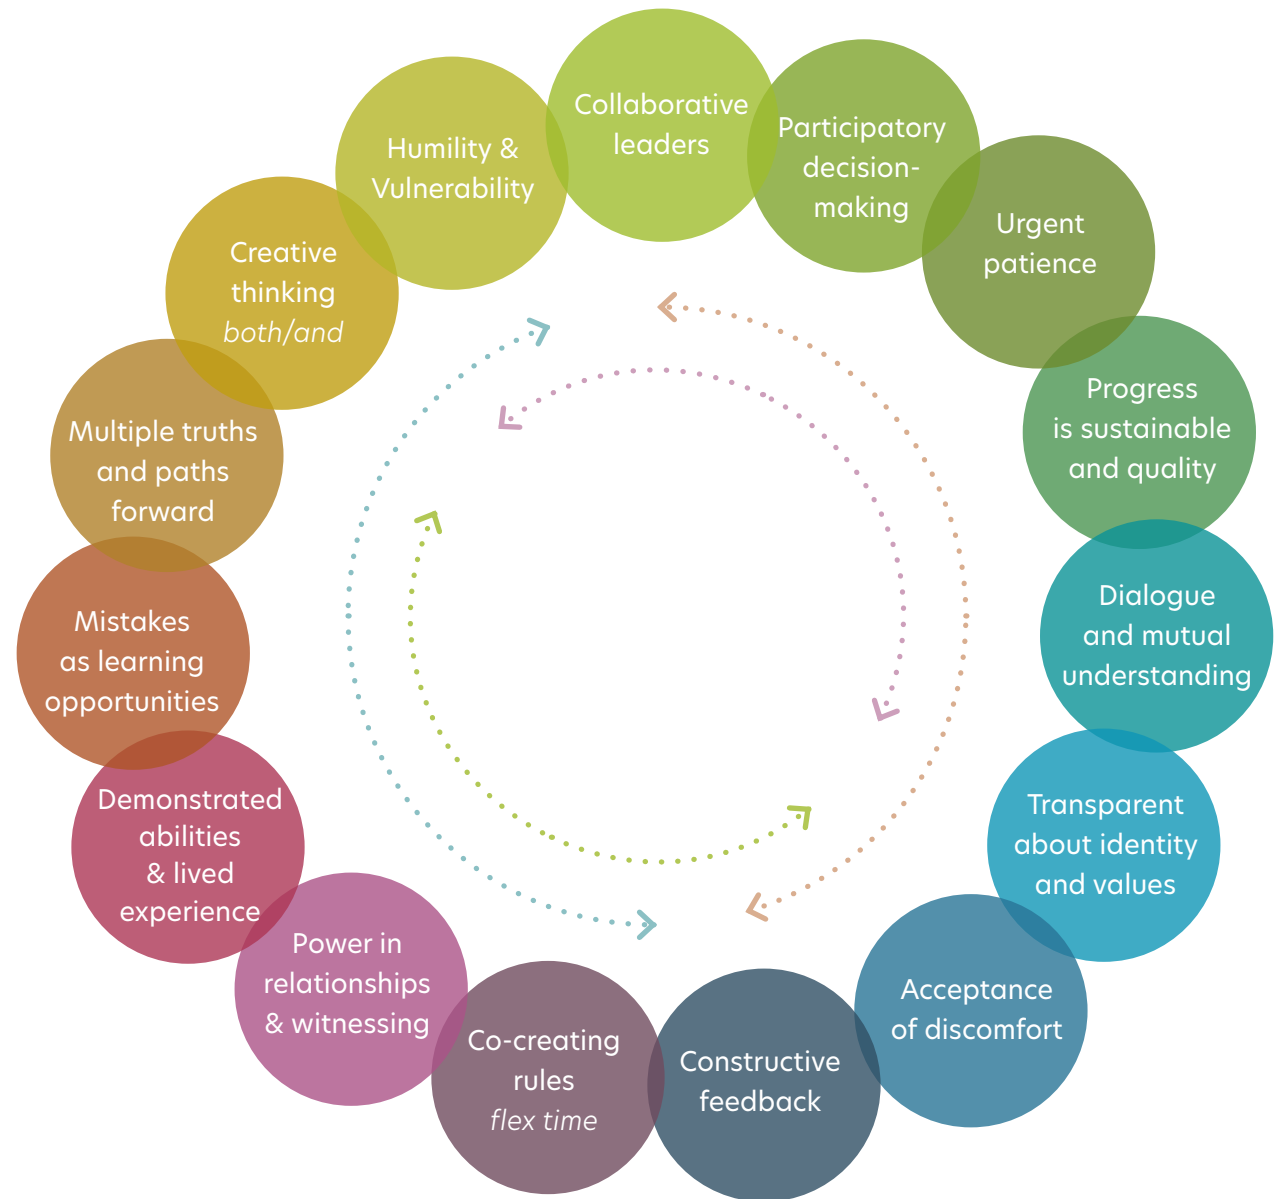 Collaborative
leaders
Participatory
decision-
making
Urgent
patience
Progress
is sustainable
and quality
Dialogue
and mutual
understanding
Transparent
about identity
and values
Acceptance
of discomfort
Constructive
feedback
Co-creating
rules
flex time
Power in
relationships
& witnessing
Demonstrated
abilities
& lived
experience
Mistakes
as learning
opportunities
Multiple truths
and paths
forward
Creative
thinking
both/and
Humility &
Vulnerability